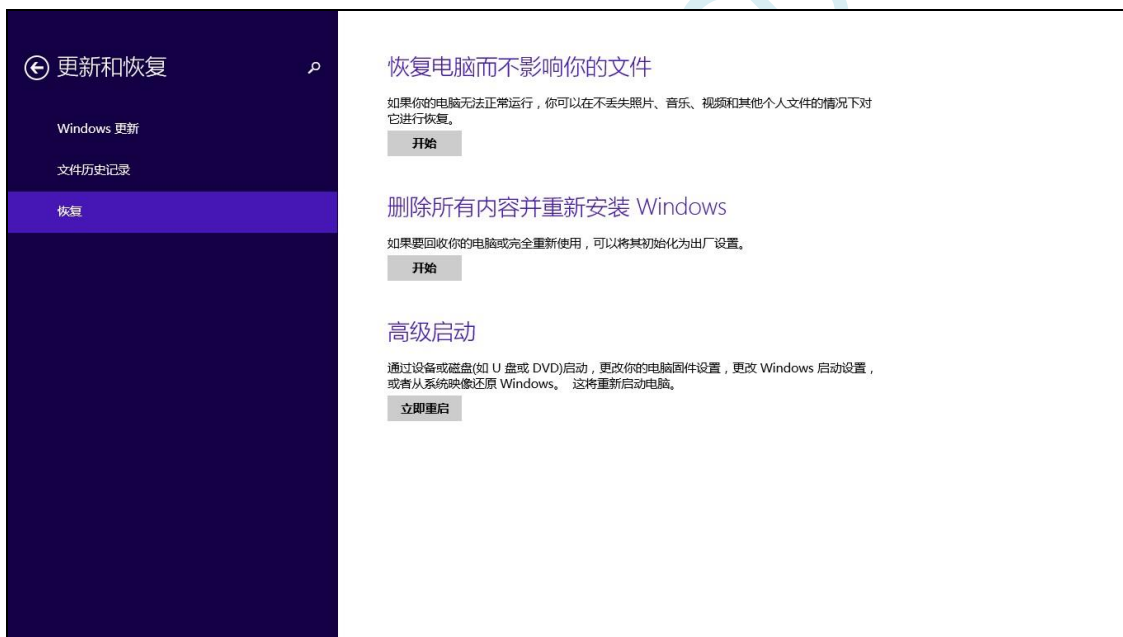 更新和恢复
Windows 更新
文件历史记录
恢复
恢复电脑而不影响你的文件
如果你的电脑无法正常运行，你可以在不丢失照片、音乐、视频和其他个人文件的情况下对
它进行恢复。
开始
删除所有内容并重新安装 Windows
如果要回收你的电脑或完全重新使用，可以将其初始化为出厂设置。
开始
高级启动
通过设备或磁盘(如 U 盘或 DVD)启动，更改你的电脑固件设置，更改 Windows 启动设置，
或者从系统映像还原 Windows。 这将重新启动电脑。
立即重启